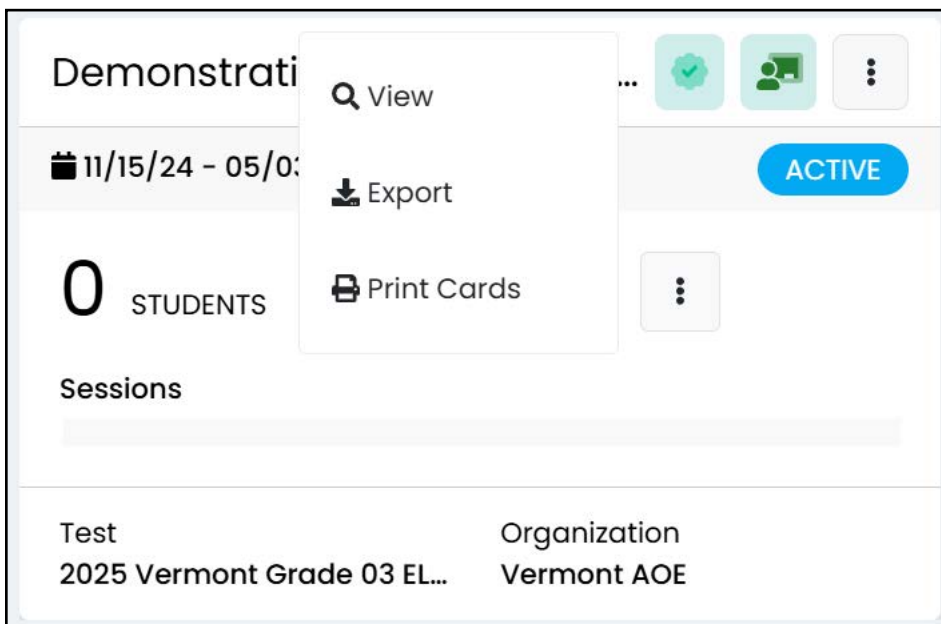 Demonstrati ...
View
11/15/24 - 05/03
ACTIVE
Export
0 STUDENTS
Print Cards
Sessions
Test
Organization
2025 Vermont Grade 03 EL...
Vermont AOE